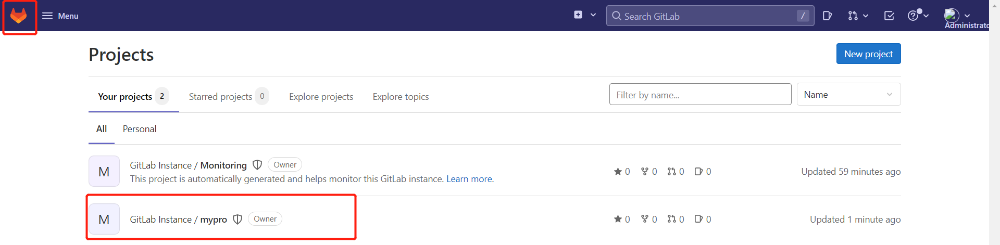 Menu
Search GitLab /
Administrato
Projects
New project
Your projects 2 Starred projects 0 Explore projects Explore topics Filter by name... Name
All Personal
M GitLab Instance / Monitoring Owner 0 0 0 0 Updated 59 minutes ago
This project is automatically generated and helps monitor this GitLab instance. Learn more.
M GitLab Instance / mypro Owner 0 0 0 0 Updated 1 minute ago